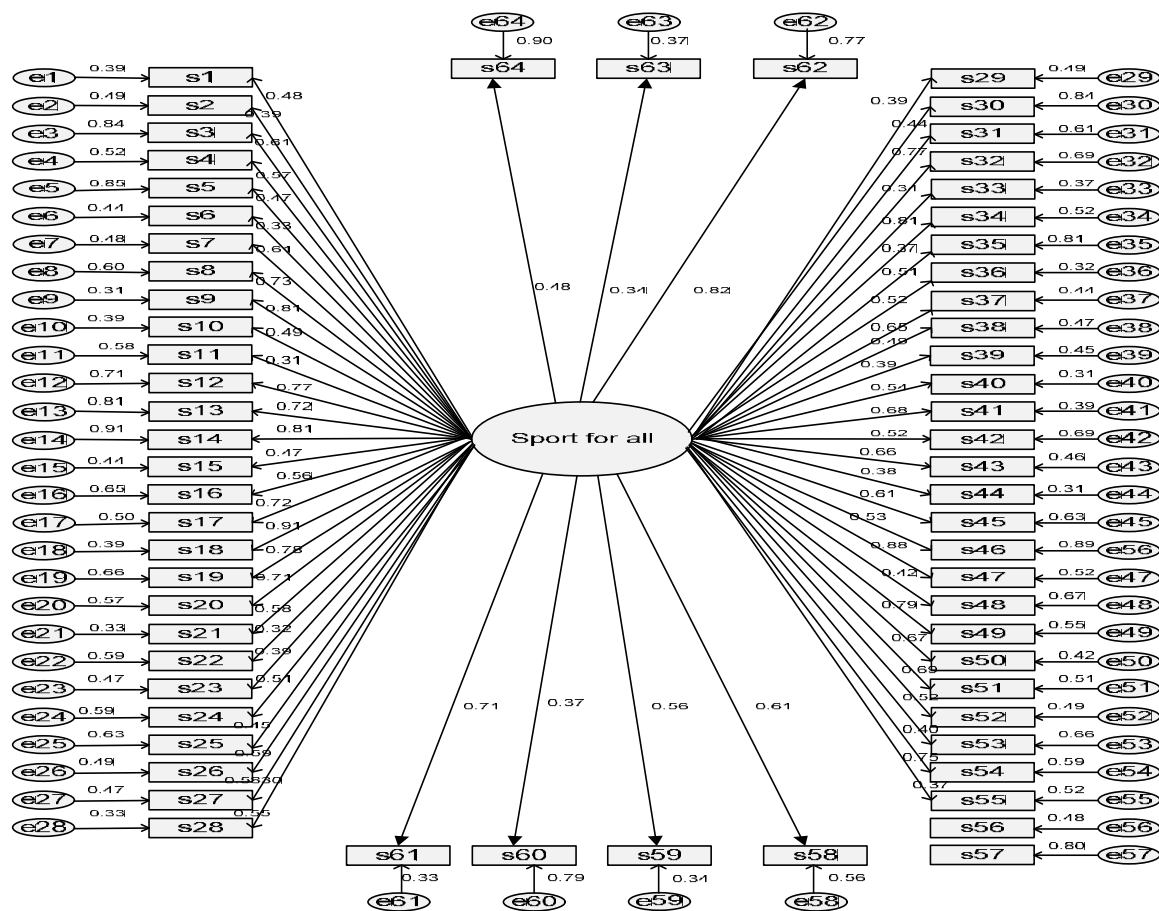 e64 e63 e62
0.90 0.37 0.77
s64 s63 s62
e1 0.39 s1
e2 0.49 s2
e3 0.84 s3
e4 0.52 s4
e5 0.85 s5
e6 0.44 s6
e7 0.48 s7
e8 0.60 s8
e9 0.31 s9
e10 0.39 s10
e11 0.58 s11
e12 0.71 s12
e13 0.81 s13
e14 0.91 s14
e15 0.44 s15
e16 0.65 s16
e17 0.50 s17
e18 0.39 s18
e19 0.66 s19
e20 0.57 s20
e21 0.33 s21
e22 0.59 s22
e23 0.47 s23
e24 0.59 s24
e25 0.63 s25
e26 0.49 s26
e27 0.47 s27
e28 0.33 s28
0.48
0.39
0.61
0.57
0.47
0.33
0.61
0.73
0.81
0.49
0.31
0.77
0.72
0.81
0.47
0.56
0.72
0.91
0.78
0.71
0.58
0.32
0.39
0.51
0.45
0.59
0.5830
0.55
0.48 0.34 0.82
Sport for all
0.71 0.37 0.56 0.61
0.39
0.44
0.77
0.31
0.81
0.37
0.51
0.52
0.65
0.49
0.39
0.54
0.68
0.52
0.66
0.38
0.61
0.53
0.88
0.42
0.79
0.67
0.69
0.52
0.40
0.75
0.37
s29 0.49 e29
s30 0.84 e30
s31 0.61 e31
s32 0.69 e32
s33 0.37 e33
s34 0.52 e34
s35 0.81 e35
s36 0.32 e36
s37 0.44 e37
s38 0.47 e38
s39 0.45 e39
s40 0.31 e40
s41 0.39 e41
s42 0.69 e42
s43 0.46 e43
s44 0.31 e44
s45 0.63 e45
s46 0.89 e56
s47 0.52 e47
s48 0.67 e48
s49 0.55 e49
s50 0.42 e50
s51 0.51 e51
s52 0.49 e52
s53 0.66 e53
s54 0.59 e54
s55 0.52 e55
s56 0.48 e56
s57 0.80 e57
s61 s60 s59 s58
0.33 0.79 0.34 0.56
e61 e60 e59 e58